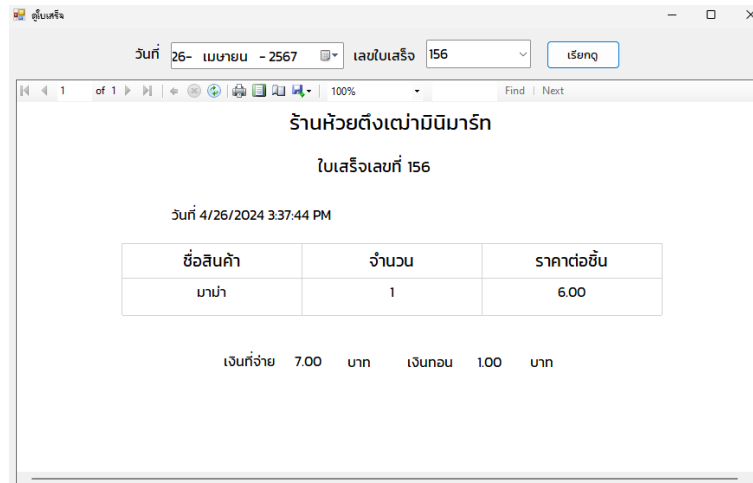 ดูใบเสร็จ
วันที่ 26- เมษายน - 2567 เลขใบเสร็จ 156 เรียกดู
1 of 1 100% Find | Next
ร้านห้วยตึงเฒ่ามินิมาร์ท
ใบเสร็จเลขที่ 156
วันที่ 4/26/2024 3:37:44 PM
ชื่อสินค้า จำนวน ราคาต่อชิ้น
มาม่า 1 6.00
เงินที่จ่าย 7.00 บาท เงินทอน 1.00 บาท